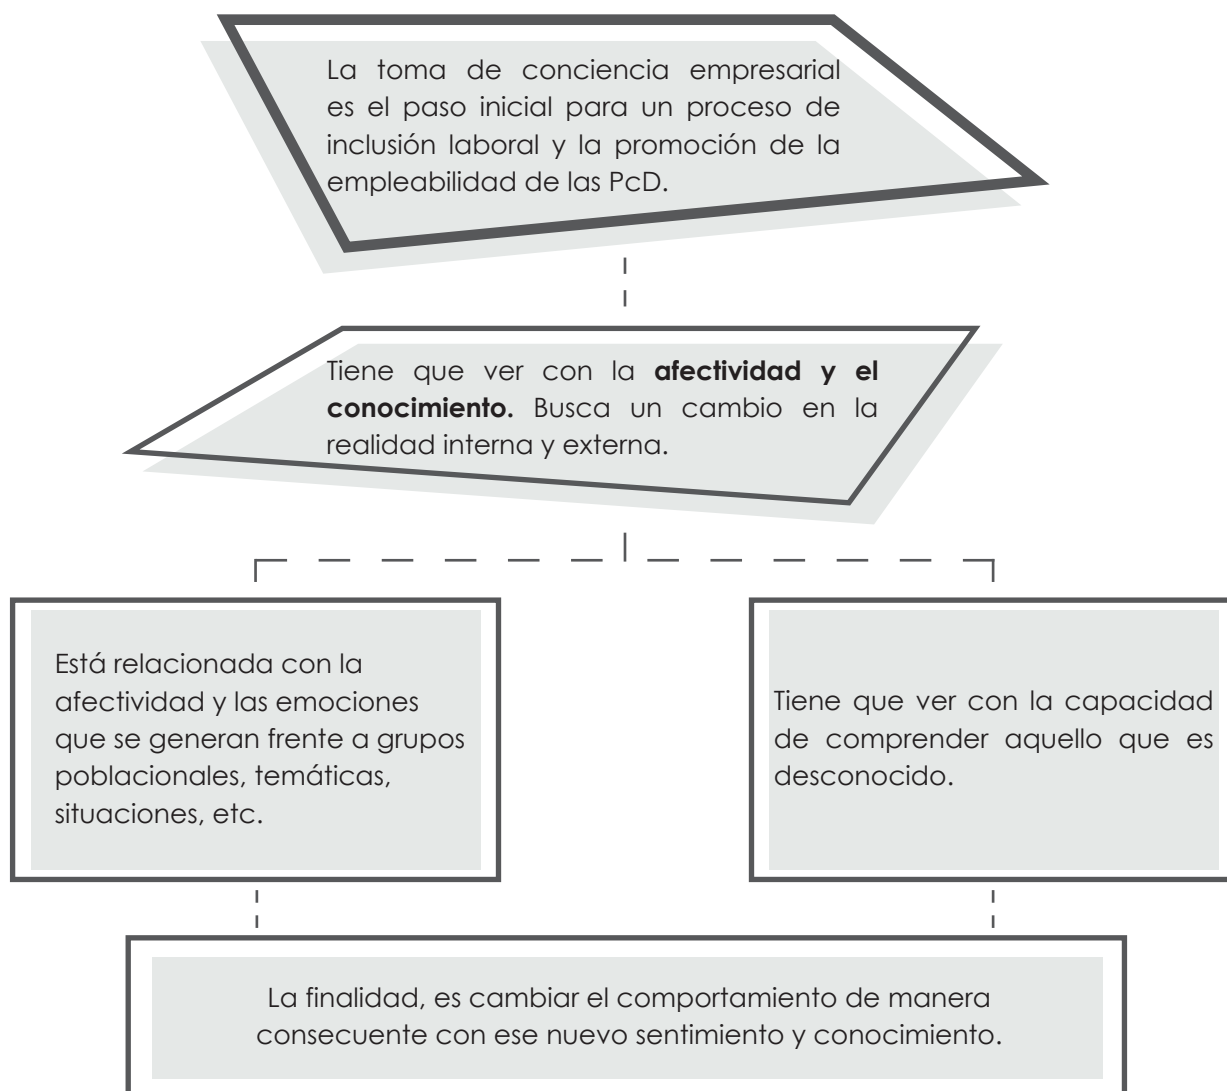 La toma de conciencia empresarial
es el paso inicial para un proceso de
inclusión laboral y la promoción de la
empleabilidad de las PcD.
Tiene que ver con la afectividad y el
conocimiento. Busca un cambio en la
realidad interna y externa.
Está relacionada con la
afectividad y las emociones
que se generan frente a grupos
poblacionales, temáticas,
situaciones, etc.
Tiene que ver con la capacidad
de comprender aquello que es
desconocido.
La finalidad, es cambiar el comportamiento de manera
consecuente con ese nuevo sentimiento y conocimiento.